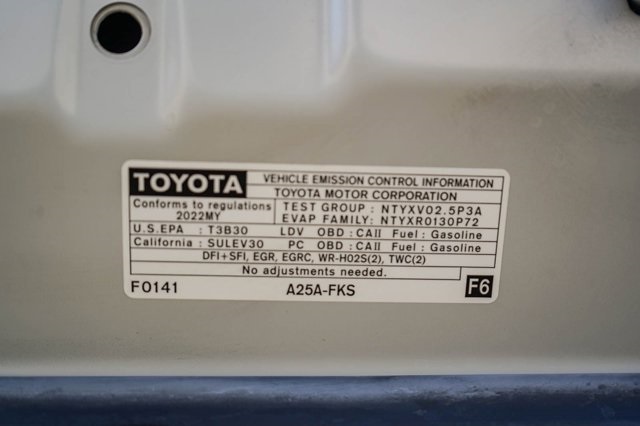 TOYOTA VEHICLE EMISSION CONTROL INFORMATION
TOYOTA MOTOR CORPORATION
Conforms to regulations TEST GROUP : NTYXV02.5P3A
2022MY EVAP FAMILY: NTYXR0130P72
U.S.EPA : T3B30 LDV OBD : CAII Fuel : Gasoline
California : SULEV30 PC OBD : CAII Fuel : Gasoline
DFI+SFI, EGR, EGRC, WR-HO2S(2), TWC(2)
No adjustments needed.
F0141 A25A-FKS F6